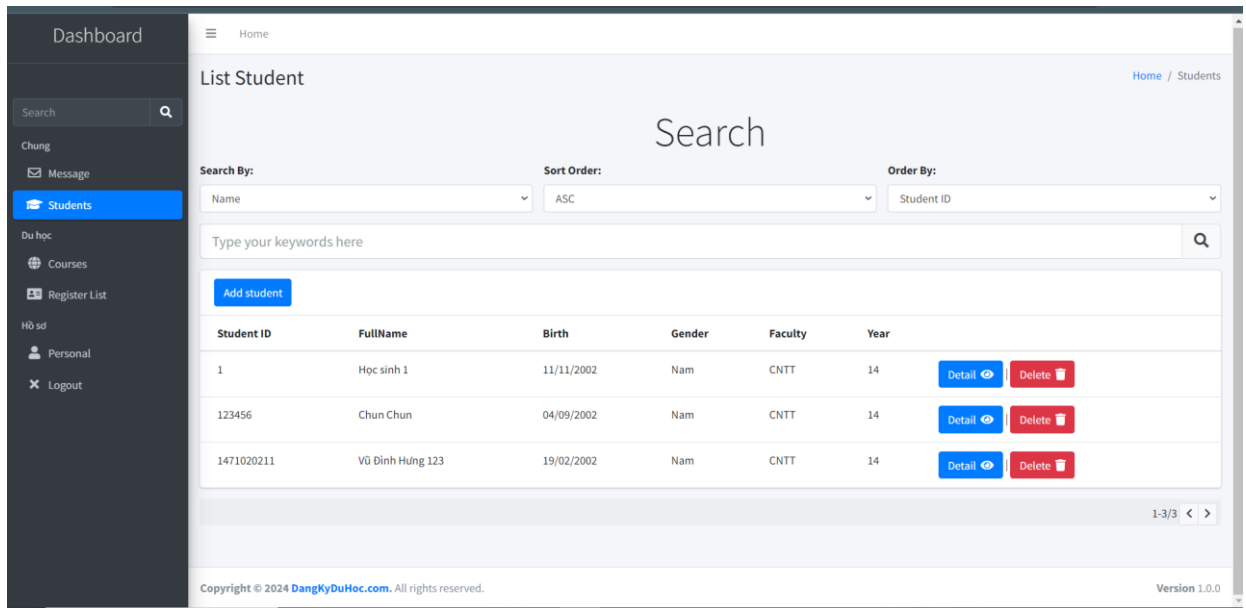 Dashboard
Home
List Student
Home / Students
Search
Chung
Message
Students
Du học
Courses
Register List
Hồ sơ
Personal
Logout
Search
Search By: Sort Order: Order By:
Name ASC Student ID
Type your keywords here
Add student
Student ID FullName Birth Gender Faculty Year
1 Học sinh 1 11/11/2002 Nam CNTT 14 Detail | Delete
123456 Chun Chun 04/09/2002 Nam CNTT 14 Detail | Delete
1471020211 Vũ Đình Hưng 123 19/02/2002 Nam CNTT 14 Detail | Delete
1-3/3 < >
Copyright © 2024 DangKyDuHoc.com. All rights reserved. Version 1.0.0